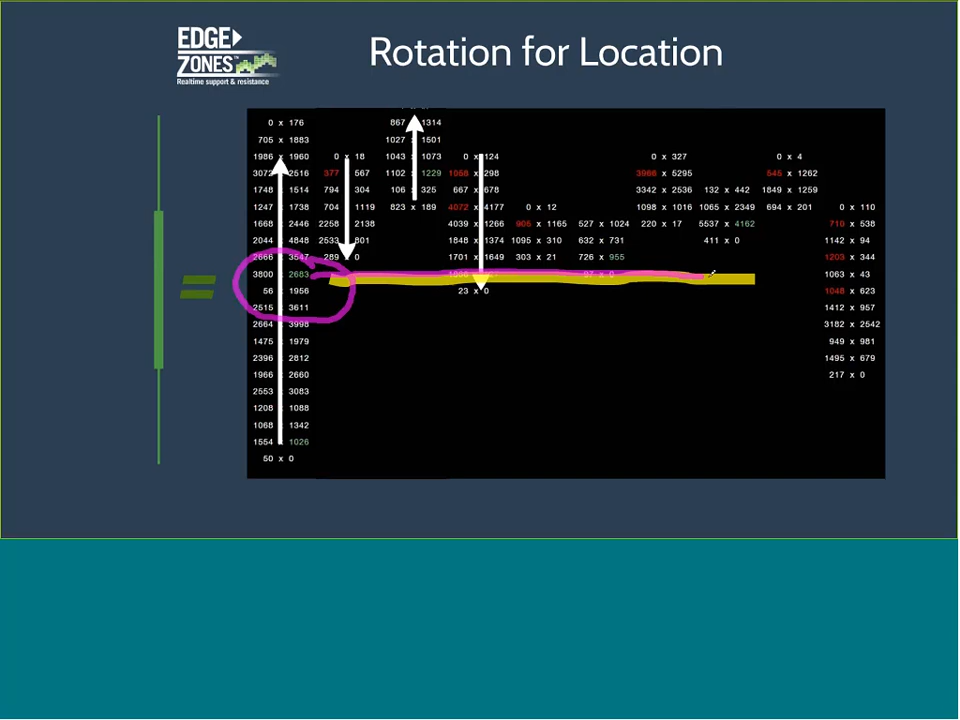 EDGE
ZONES™
Realtime support & resistance
Rotation for Location
0 x 176 867 1314
705 x 1883 1027 1501
1986 x 1960 0 x 18 1043 1073 0 x 124 0 x 327 0 x 4
3072 2516 377 567 1102 1229 1068 298 3966 x 5295 545 x 1262
1748 1514 794 304 106 325 667 678 3342 x 2536 132 x 442 1849 x 1259
1247 1738 704 1119 823 x 189 4072 4177 0 x 12 1098 x 1016 1065 x 2349 694 x 201 0 x 110
1668 2446 2258 2138 4039 1266 905 x 1165 527 x 1024 220 x 17 5537 x 4162 710 x 538
2044 4848 2533 801 1848 1374 1095 x 310 632 x 731 411 x 0 1142 x 94
2666 3547 289 x 0 1701 1649 303 x 21 726 x 955 1203 x 344
3800 2683 1063 x 43
56 1956 23 x 0 1048 x 623
2515 3611 1412 x 957
2664 3998 3182 x 2542
1475 1979 949 x 981
2396 2812 1495 x 679
1966 2660 217 x 0
2553 3083
1208 1088
1068 1342
1554 1026
50 x 0